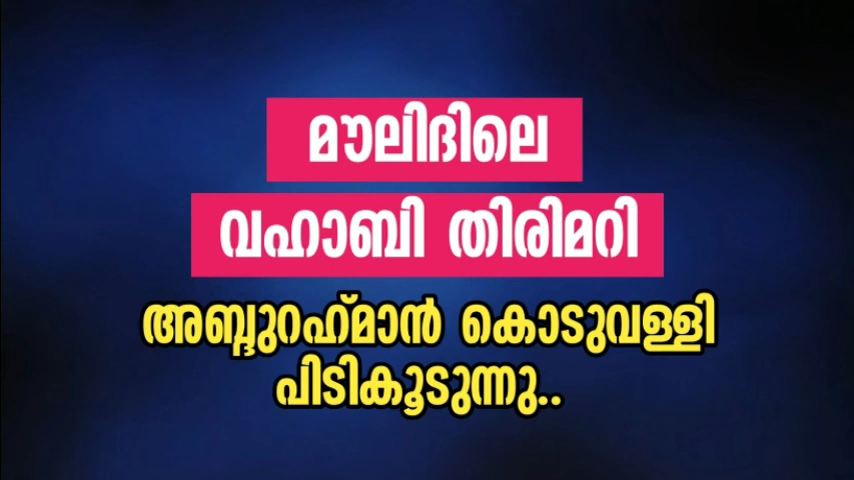 മൗലിദിലെ
വഹാബി തിരിമറി
അബ്ദുറഹ്‌മാൻ കൊടുവള്ളി
പിടികൂടുന്നു..